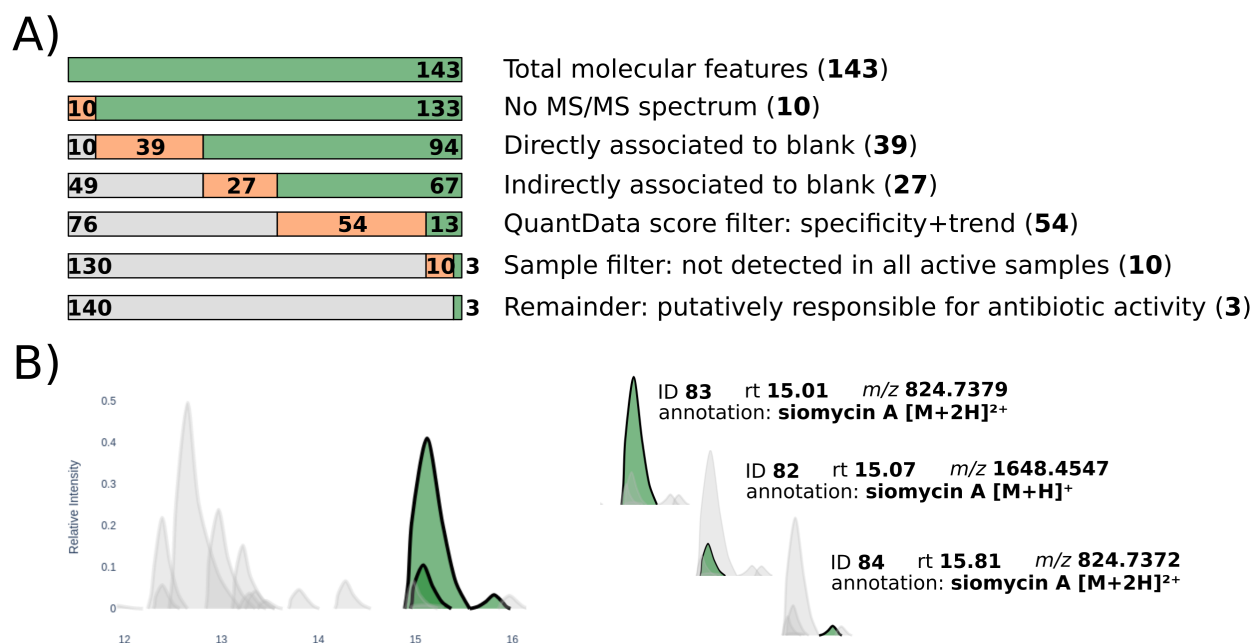 A)
143 Total molecular features (143)
10 133 No MS/MS spectrum (10)
10 39 94 Directly associated to blank (39)
49 27 67 Indirectly associated to blank (27)
76 54 13 QuantData score filter: specificity+trend (54)
130 10 3 Sample filter: not detected in all active samples (10)
140 3 Remainder: putatively responsible for antibiotic activity (3)
B)
Relative Intensity
0.5
0.4
0.3
0.2
0.1
0
12 13 14 15 16
ID 83 rt 15.01 m/z 824.7379
annotation: siomycin A [M+2H]²⁺
ID 82 rt 15.07 m/z 1648.4547
annotation: siomycin A [M+H]⁺
ID 84 rt 15.81 m/z 824.7372
annotation: siomycin A [M+2H]²⁺